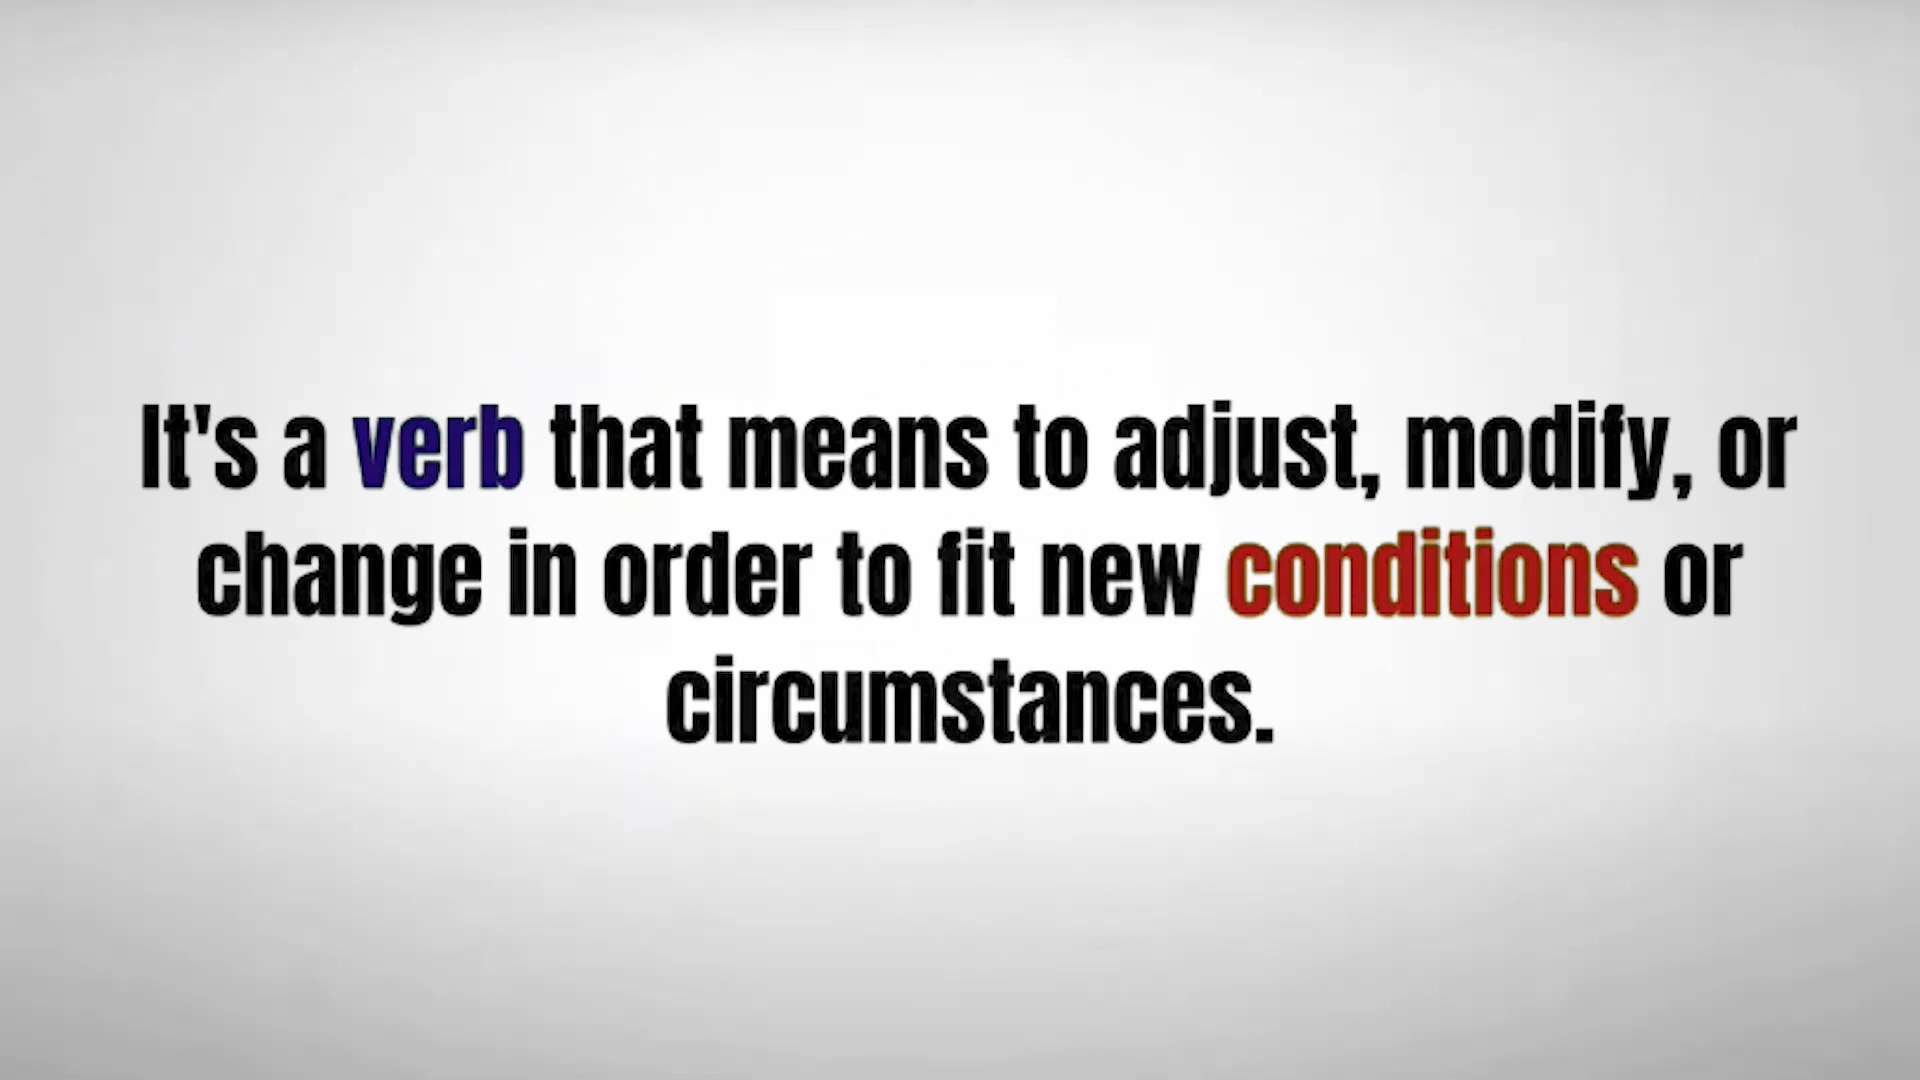 It's a verb that means to adjust, modify, or
change in order to fit new conditions or
circumstances.